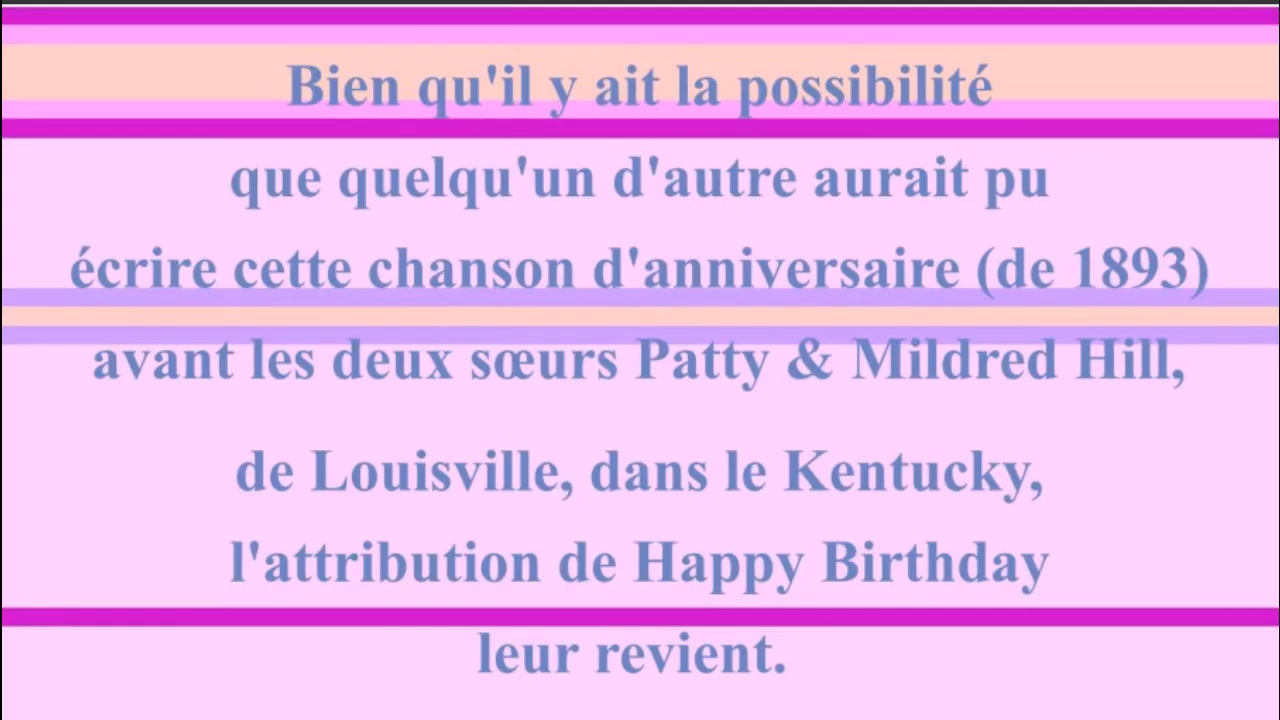 Bien qu'il y ait la possibilité
que quelqu'un d'autre aurait pu
écrire cette chanson d'anniversaire (de 1893)
avant les deux sœurs Patty & Mildred Hill,
de Louisville, dans le Kentucky,
l'attribution de Happy Birthday
leur revient.